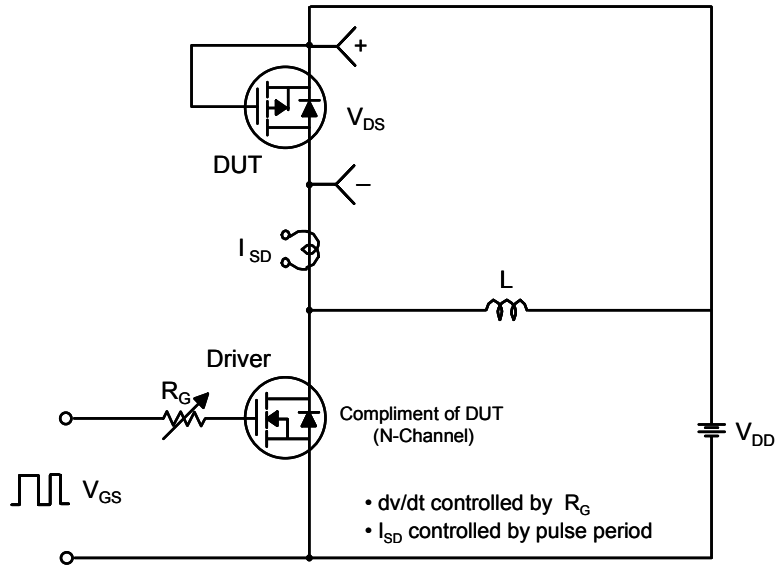 +
V_DS
DUT
–
I_SD
L
Driver
R_G
Compliment of DUT
(N-Channel)
V_DD
V_GS
• dv/dt controlled by R_G
• I_SD controlled by pulse period